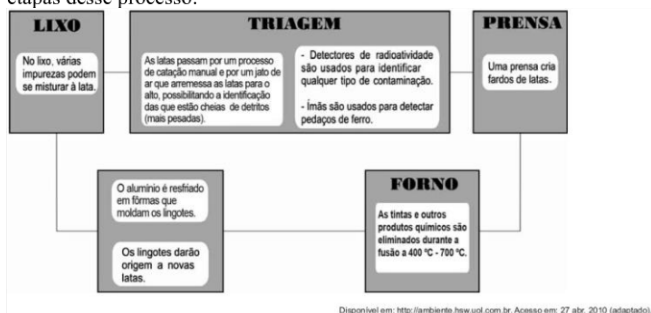 etapas desse processo.
LIXO
No lixo, várias
impurezas podem
se misturar à lata.
TRIAGEM
As latas passam por um processo
de catação manual e por um jato de
ar que arremessa as latas para o
alto, possibilitando a identificação
das que estão cheias de detritos
(mais pesadas).
- Detectores de radioatividade
são usados para identificar
qualquer tipo de contaminação.
- Ímãs são usados para detectar
pedaços de ferro.
PRENSA
Uma prensa cria
fardos de latas.
O alumínio é resfriado
em fôrmas que
moldam os lingotes.
Os lingotes darão
origem a novas
latas.
FORNO
As tintas e outros
produtos químicos são
eliminados durante a
fusão a 400 ºC - 700 ºC.
Disponível em: http://ambiente.hsw.uol.com.br. Acesso em: 27 abr. 2010 (adaptado).